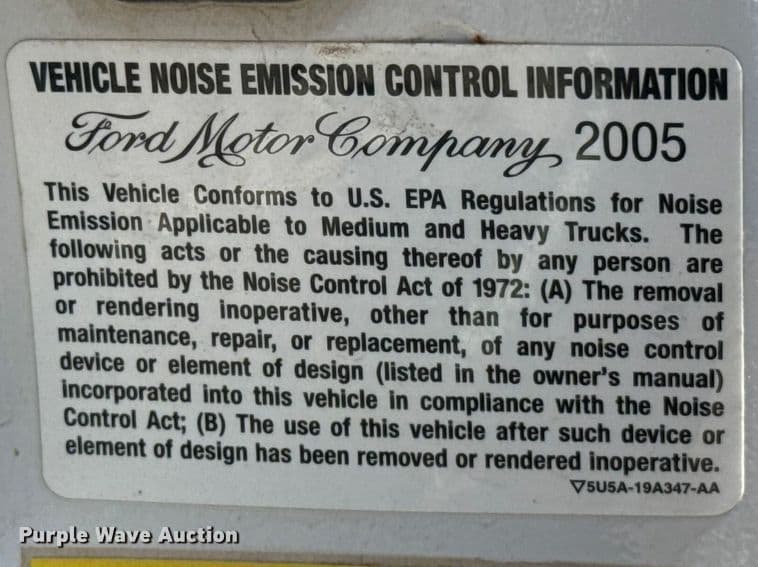 VEHICLE NOISE EMISSION CONTROL INFORMATION
Ford Motor Company 2005
This Vehicle Conforms to U.S. EPA Regulations for Noise
Emission Applicable to Medium and Heavy Trucks. The
following acts or the causing thereof by any person are
prohibited by the Noise Control Act of 1972: (A) The removal
or rendering inoperative, other than for purposes of
maintenance, repair, or replacement, of any noise control
device or element of design (listed in the owner's manual)
incorporated into this vehicle in compliance with the Noise
Control Act; (B) The use of this vehicle after such device or
element of design has been removed or rendered inoperative.
▽5U5A-19A347-AA
Purple Wave Auction